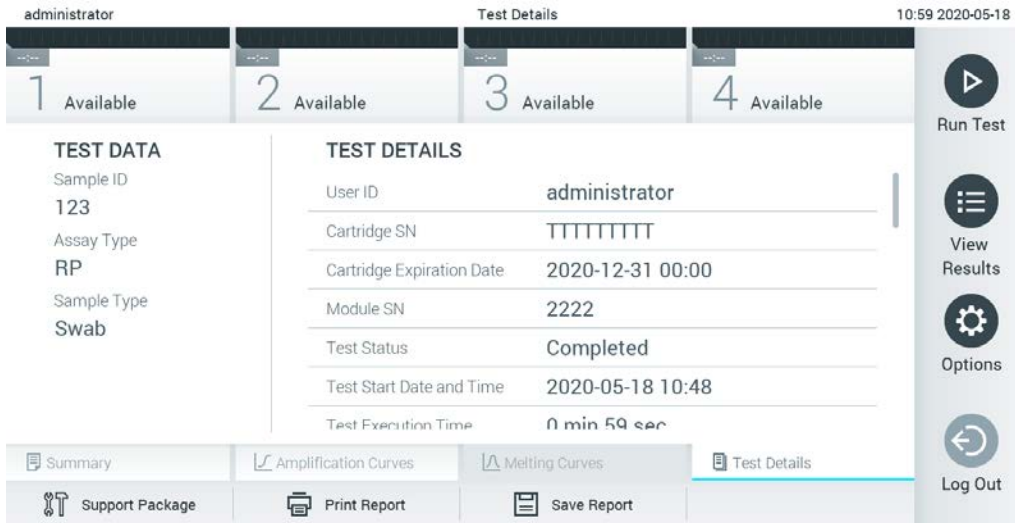 administrator Test Details 10:59 2020-05-18
--:-- --:-- --:-- --:--
1 Available 2 Available 3 Available 4 Available
Run Test
TEST DATA
Sample ID
123
Assay Type
RP
Sample Type
Swab
TEST DETAILS
User ID administrator
Cartridge SN TTTTTTTTT
Cartridge Expiration Date 2020-12-31 00:00
Module SN 2222
Test Status Completed
Test Start Date and Time 2020-05-18 10:48
Test Execution Time 0 min 59 sec
View
Results
Options
Log Out
Summary Amplification Curves Melting Curves Test Details
Support Package Print Report Save Report